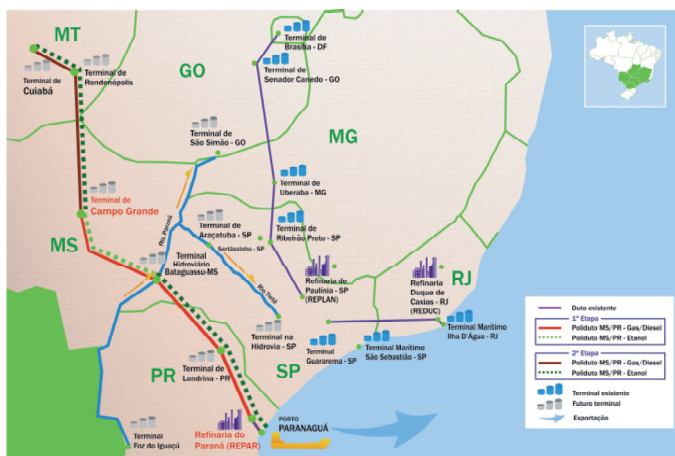 MT
Terminal de
Cuiabá
Terminal de
Rondonópolis
GO
Terminal de
Brasília - DF
Terminal de
Senador Canedo - GO
Terminal de
São Simão - GO
MG
Terminal de
Campo Grande
MS
Rio Paraná
Terminal de
Araçatuba - SP
Sertãozinho - SP
Terminal de
Uberaba - MG
Terminal de
Ribeirão Preto - SP
Terminal
Hidroviário
Bataguassu-MS
Rio Tietê
Refinaria de
Paulínia - SP
(REPLAN)
RJ
Refinaria
Duque de
Caxias - RJ
(REDUC)
Terminal Marítimo
Ilha D'Água - RJ
Terminal na
Hidrovia - SP
Terminal
Guararema - SP
Terminal Marítimo
São Sebastião - SP
PR
Terminal de
Londrina - PR
SP
Terminal
Foz do Iguaçú
Refinaria do
Paraná (REPAR)
PORTO
PARANAGUÁ
Duto existente
1ª Etapa
Poliduto MS/PR - Gas/Diesel
Poliduto MS/PR - Etanol
2ª Etapa
Poliduto MS/PR - Gas/Diesel
Poliduto MS/PR - Etanol
Terminal existente
Futuro terminal
Exportação